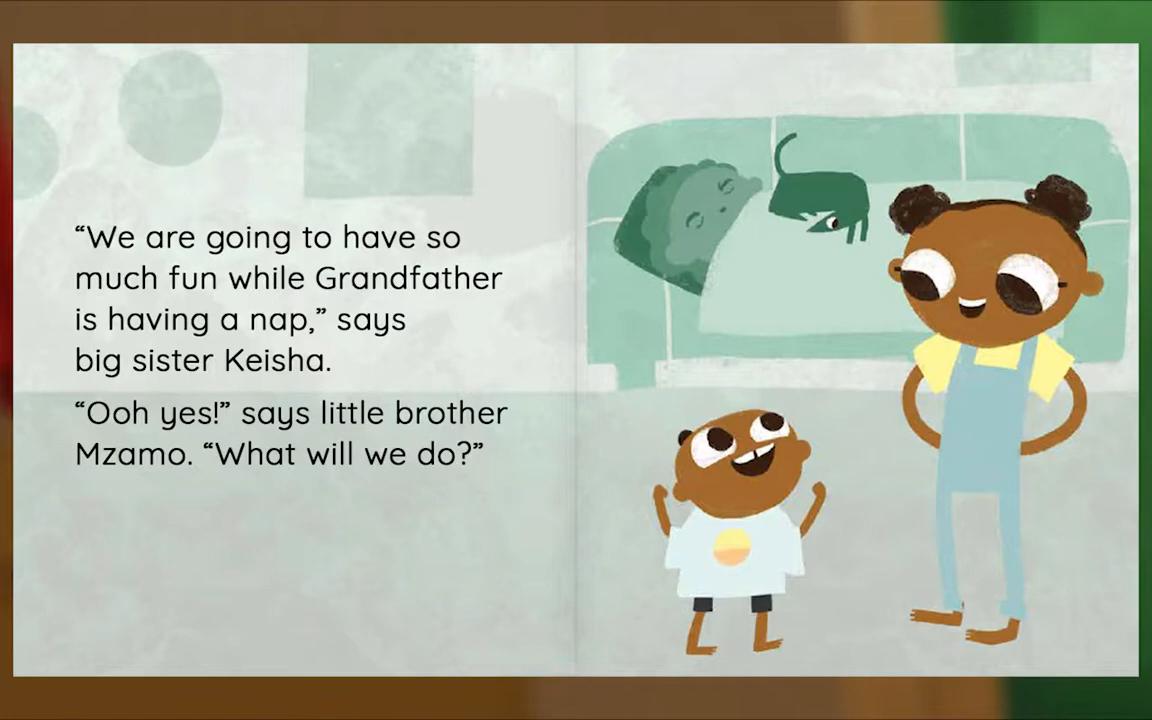 “We are going to have so
much fun while Grandfather
is having a nap,” says
big sister Keisha.
“Ooh yes!” says little brother
Mzamo. “What will we do?”